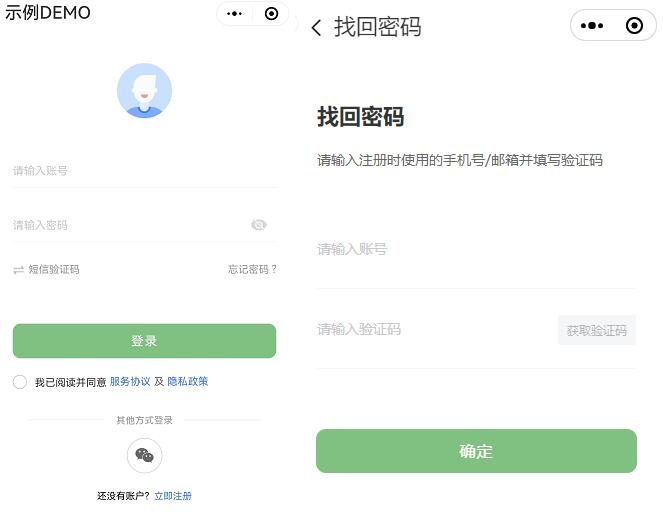 示例DEMO
请输入账号
请输入密码
短信验证码 忘记密码？
登录
我已阅读并同意 服务协议 及 隐私政策
其他方式登录
还没有账户？ 立即注册
找回密码
找回密码
请输入注册时使用的手机号/邮箱并填写验证码
请输入账号
请输入验证码 获取验证码
确定